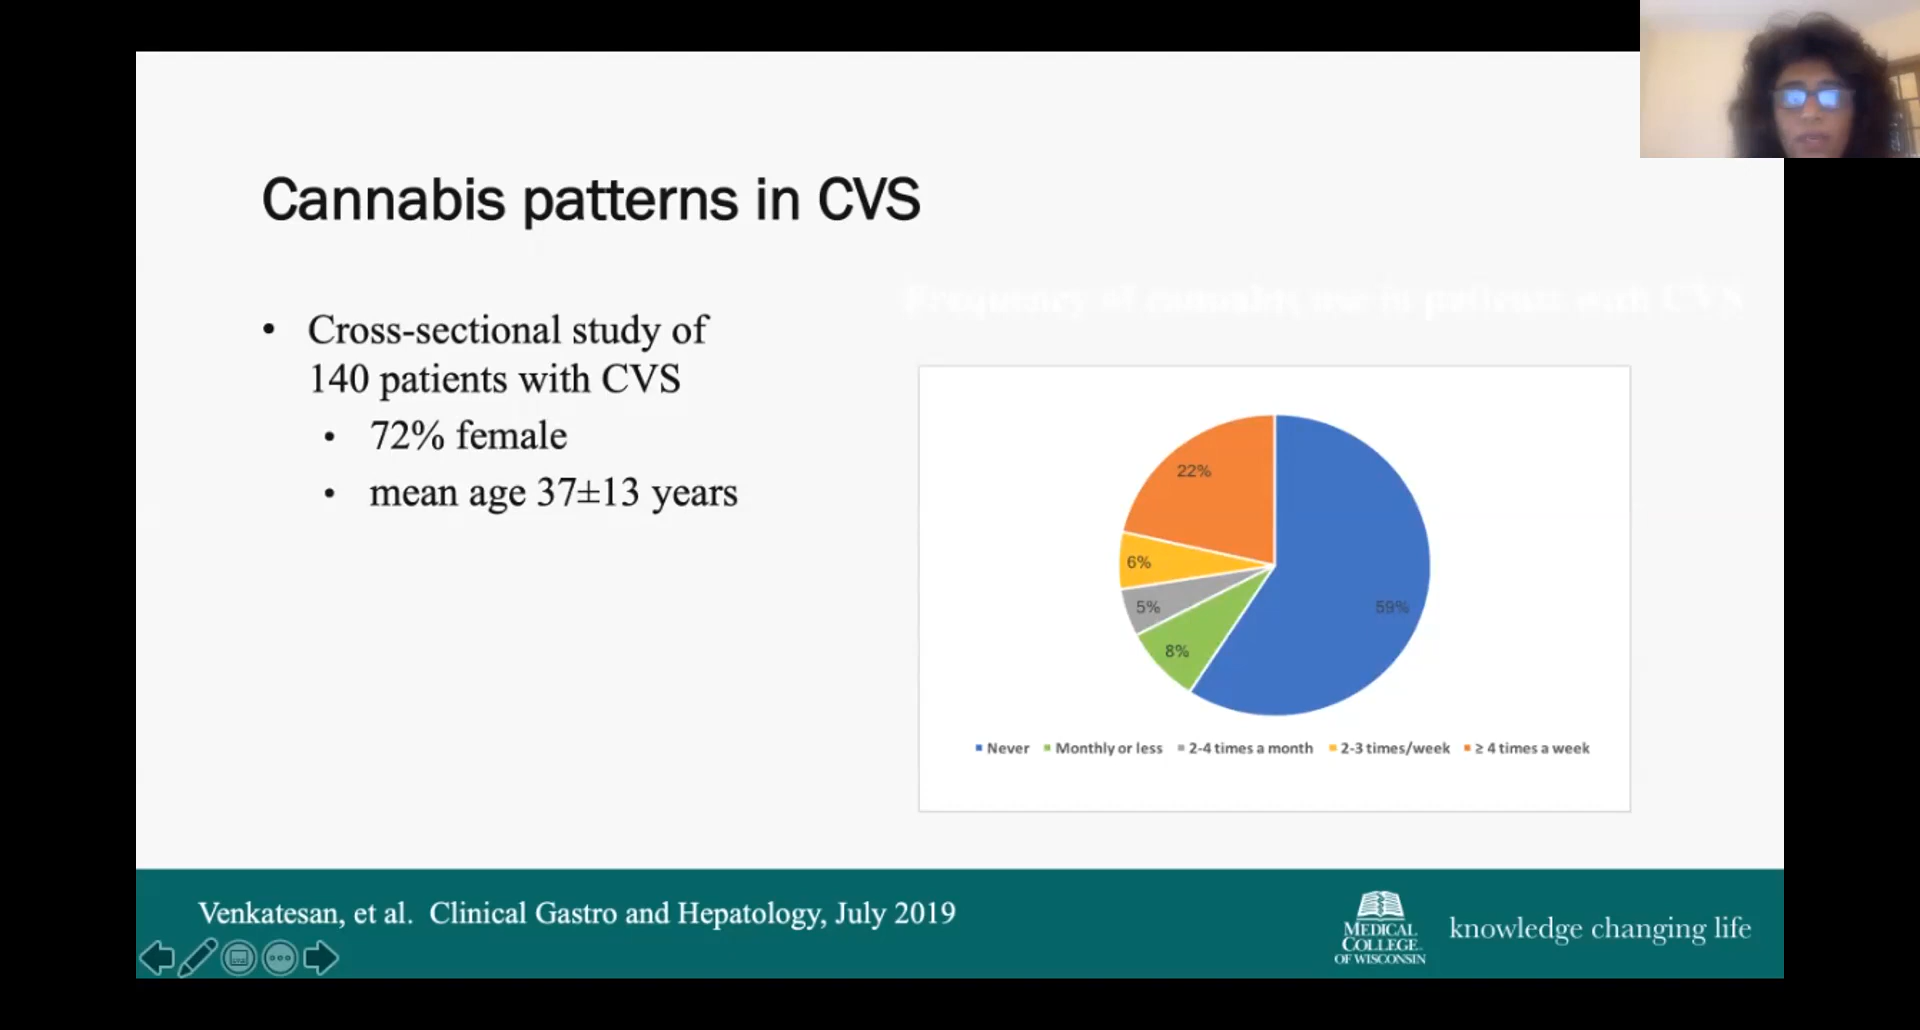 Cannabis patterns in CVS
Frequency of cannabis use in patients with CVS
• Cross-sectional study of
140 patients with CVS
• 72% female
• mean age 37±13 years
22%
6%
5%
8%
59%
Never Monthly or less 2-4 times a month 2-3 times/week ≥ 4 times a week
Venkatesan, et al. Clinical Gastro and Hepatology, July 2019
MEDICAL
COLLEGE
OF WISCONSIN
knowledge changing life